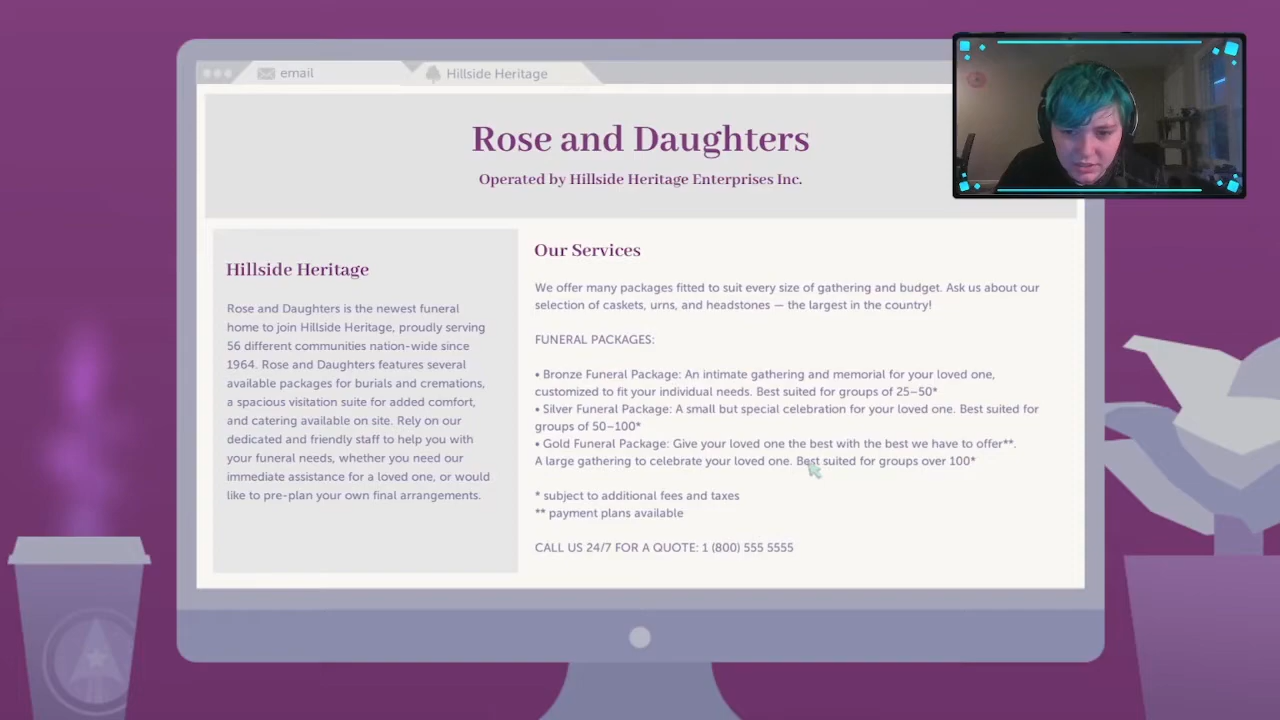 email
Hillside Heritage
Rose and Daughters
Operated by Hillside Heritage Enterprises Inc.
Hillside Heritage
Rose and Daughters is the newest funeral
home to join Hillside Heritage, proudly serving
56 different communities nation-wide since
1964. Rose and Daughters features several
available packages for burials and cremations,
a spacious visitation suite for added comfort,
and catering available on site. Rely on our
dedicated and friendly staff to help you with
your funeral needs, whether you need our
immediate assistance for a loved one, or would
like to pre-plan your own final arrangements.
Our Services
We offer many packages fitted to suit every size of gathering and budget. Ask us about our
selection of caskets, urns, and headstones — the largest in the country!
FUNERAL PACKAGES:
• Bronze Funeral Package: An intimate gathering and memorial for your loved one,
customized to fit your individual needs. Best suited for groups of 25–50*
• Silver Funeral Package: A small but special celebration for your loved one. Best suited for
groups of 50–100*
• Gold Funeral Package: Give your loved one the best with the best we have to offer**.
A large gathering to celebrate your loved one. Best suited for groups over 100*
* subject to additional fees and taxes
** payment plans available
CALL US 24/7 FOR A QUOTE: 1 (800) 555 5555